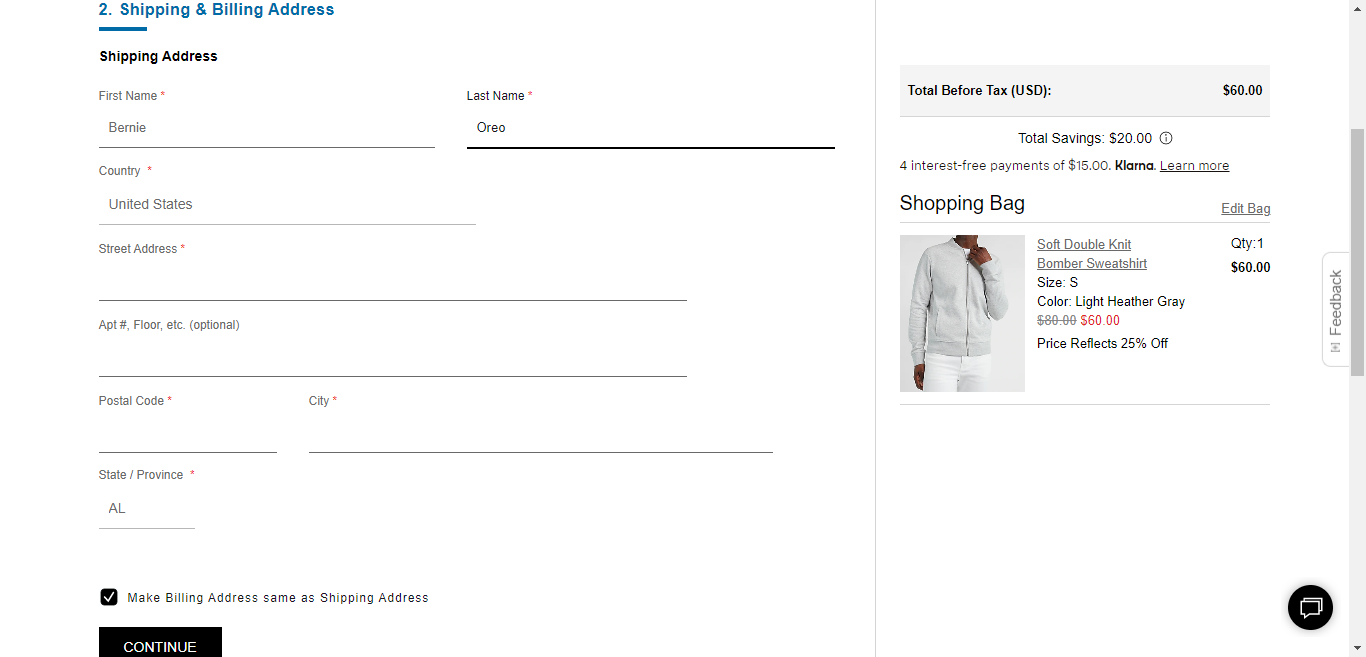 2. Shipping & Billing Address
Shipping Address
First Name *
Last Name *
Bernie
Oreo
Country *
United States
Street Address *
Apt #, Floor, etc. (optional)
Postal Code *
City *
State / Province *
AL
Make Billing Address same as Shipping Address
CONTINUE
Total Before Tax (USD): $60.00
Total Savings: $20.00
4 interest-free payments of $15.00. Klarna. Learn more
Shopping Bag
Edit Bag
Soft Double Knit
Bomber Sweatshirt
Size: S
Color: Light Heather Gray
$80.00 $60.00
Price Reflects 25% Off
Qty:1
$60.00
Feedback